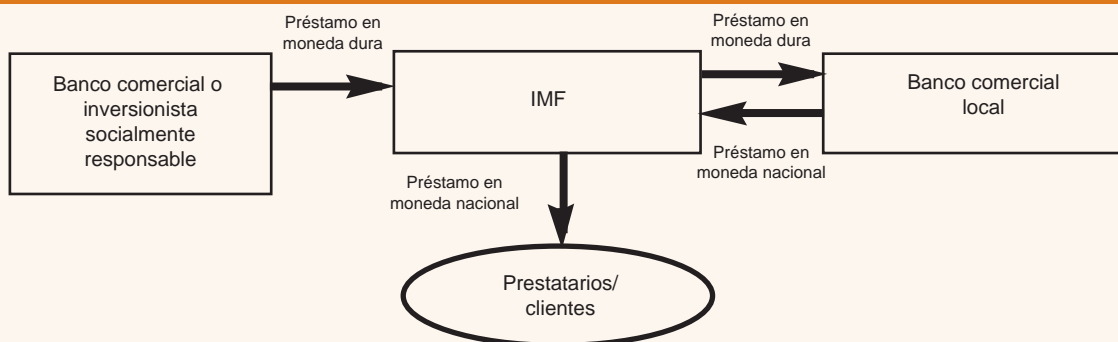 Préstamo en
moneda dura
Banco comercial o
inversionista
socialmente
responsable
IMF
Préstamo en
moneda dura
Banco comercial
local
Préstamo en
moneda nacional
Préstamo en
moneda nacional
Prestatarios/
clientes